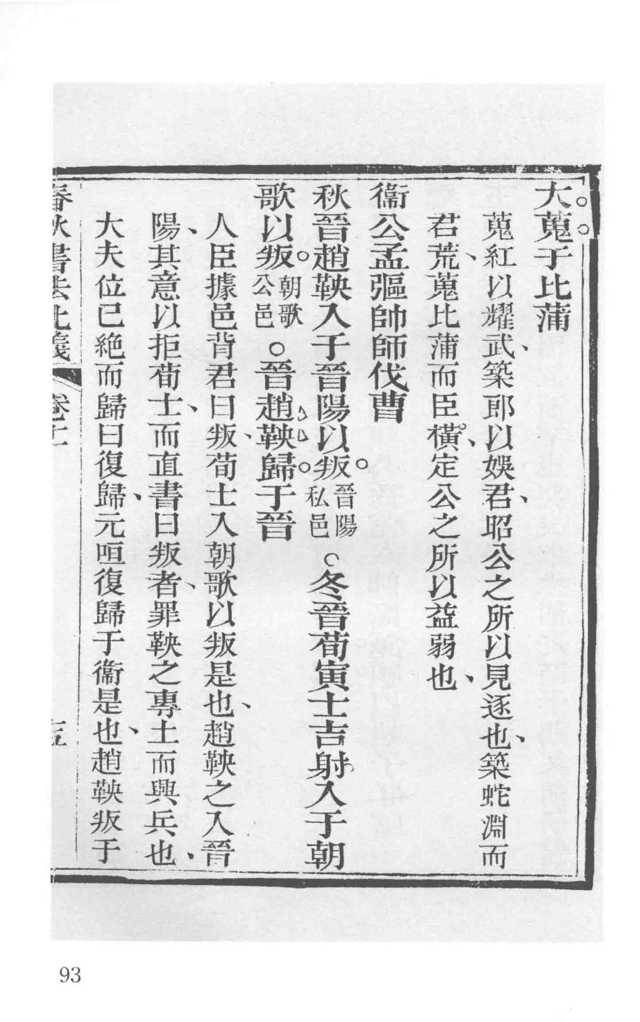 大蒐于比蒲
蒐紅以耀武築郎以娛君昭公之所以見逐也築蛇淵而
君荒蒐比蒲而臣橫定公之所以益弱也
衞公孟彄帥師伐曹
秋晉趙鞅入于晉陽以叛晉陽私邑○冬晉荀寅士吉射入于朝
歌以叛朝歌公邑○晉趙鞅歸于晉
人臣據邑背君曰叛荀士入朝歌以叛是也趙鞅之入晉
陽其意以拒荀士而直書曰叛者罪鞅之專土而興兵也
大夫位已絶而歸曰復歸元咺復歸于衞是也趙鞅叛于
春秋書法比義 卷十二
93